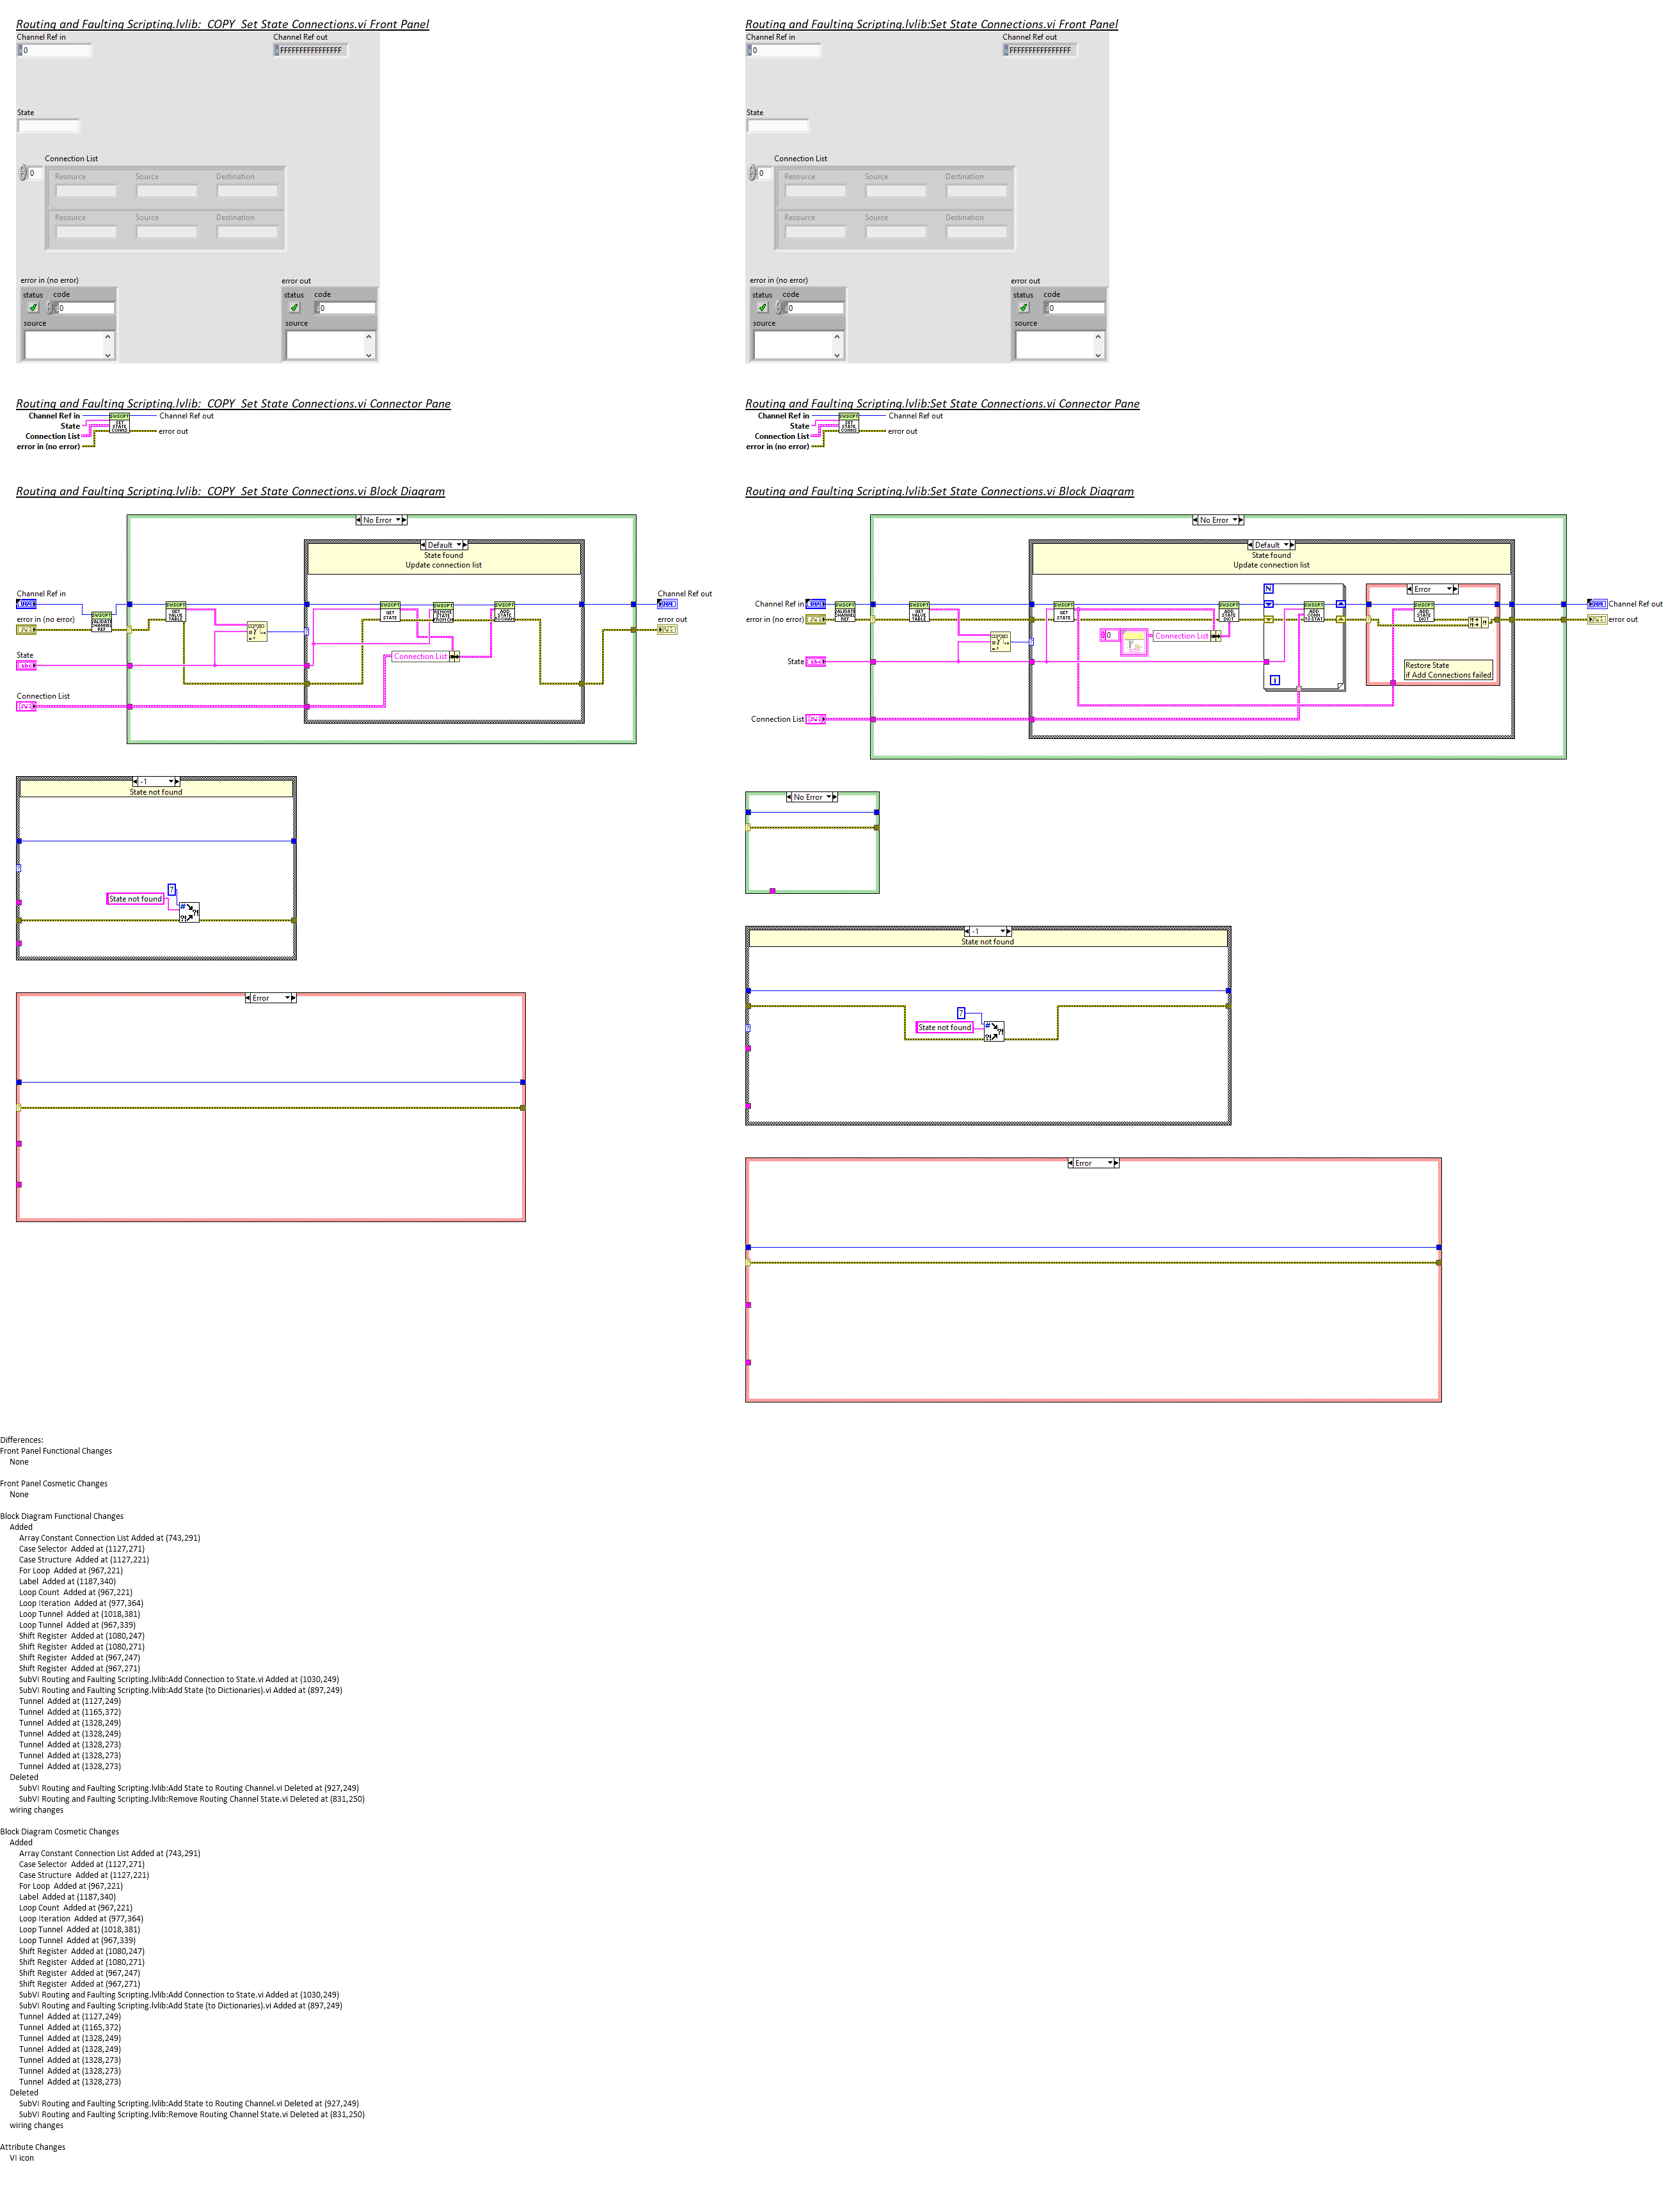 Routing and Faulting Scripting.lvlib:  COPY  Set State Connections.vi Front Panel
Channel Ref in
0
Channel Ref out
FFFFFFFFFFFFFFFF
State
Connection List
0
Resource Source Destination
Resource Source Destination
error in (no error)
status code
0
source
error out
status code
0
source
Routing and Faulting Scripting.lvlib:Set State Connections.vi Front Panel
Channel Ref in
0
Channel Ref out
FFFFFFFFFFFFFFFF
State
Connection List
0
Resource Source Destination
Resource Source Destination
error in (no error)
status code
0
source
error out
status code
0
source
Routing and Faulting Scripting.lvlib:  COPY  Set State Connections.vi Connector Pane
Channel Ref in
State
Connection List
error in (no error)
SWSOPT
SET
STATE
CONNS
Channel Ref out
error out
Routing and Faulting Scripting.lvlib:Set State Connections.vi Connector Pane
Channel Ref in
State
Connection List
error in (no error)
SWSOPT
SET
STATE
CONNS
Channel Ref out
error out
Routing and Faulting Scripting.lvlib:  COPY  Set State Connections.vi Block Diagram
No Error
Default
State found
Update connection list
Channel Ref in
error in (no error)
State
Connection List
Connection List
Channel Ref out
error out
-1
State not found
7
State not found
Error
Routing and Faulting Scripting.lvlib:Set State Connections.vi Block Diagram
No Error
Default
State found
Update connection list
Channel Ref in
error in (no error)
State
Connection List
0
Connection List
N
i
Error
Restore State
if Add Connections failed
Channel Ref out
error out
No Error
-1
State not found
7
State not found
Error
Differences:
Front Panel Functional Changes
None
Front Panel Cosmetic Changes
None
Block Diagram Functional Changes
Added
Array Constant Connection List Added at (743,291)
Case Selector  Added at (1127,271)
Case Structure  Added at (1127,221)
For Loop  Added at (967,221)
Label  Added at (1187,340)
Loop Count  Added at (967,221)
Loop Iteration  Added at (977,364)
Loop Tunnel  Added at (1018,381)
Loop Tunnel  Added at (967,339)
Shift Register  Added at (1080,247)
Shift Register  Added at (1080,271)
Shift Register  Added at (967,247)
Shift Register  Added at (967,271)
SubVI Routing and Faulting Scripting.lvlib:Add Connection to State.vi Added at (1030,249)
SubVI Routing and Faulting Scripting.lvlib:Add State (to Dictionaries).vi Added at (897,249)
Tunnel  Added at (1127,249)
Tunnel  Added at (1165,372)
Tunnel  Added at (1328,249)
Tunnel  Added at (1328,249)
Tunnel  Added at (1328,273)
Tunnel  Added at (1328,273)
Tunnel  Added at (1328,273)
Deleted
SubVI Routing and Faulting Scripting.lvlib:Add State to Routing Channel.vi Deleted at (927,249)
SubVI Routing and Faulting Scripting.lvlib:Remove Routing Channel State.vi Deleted at (831,250)
wiring changes
Block Diagram Cosmetic Changes
Added
Array Constant Connection List Added at (743,291)
Case Selector  Added at (1127,271)
Case Structure  Added at (1127,221)
For Loop  Added at (967,221)
Label  Added at (1187,340)
Loop Count  Added at (967,221)
Loop Iteration  Added at (977,364)
Loop Tunnel  Added at (1018,381)
Loop Tunnel  Added at (967,339)
Shift Register  Added at (1080,247)
Shift Register  Added at (1080,271)
Shift Register  Added at (967,247)
Shift Register  Added at (967,271)
SubVI Routing and Faulting Scripting.lvlib:Add Connection to State.vi Added at (1030,249)
SubVI Routing and Faulting Scripting.lvlib:Add State (to Dictionaries).vi Added at (897,249)
Tunnel  Added at (1127,249)
Tunnel  Added at (1165,372)
Tunnel  Added at (1328,249)
Tunnel  Added at (1328,249)
Tunnel  Added at (1328,273)
Tunnel  Added at (1328,273)
Tunnel  Added at (1328,273)
Deleted
SubVI Routing and Faulting Scripting.lvlib:Add State to Routing Channel.vi Deleted at (927,249)
SubVI Routing and Faulting Scripting.lvlib:Remove Routing Channel State.vi Deleted at (831,250)
wiring changes
Attribute Changes
VI icon